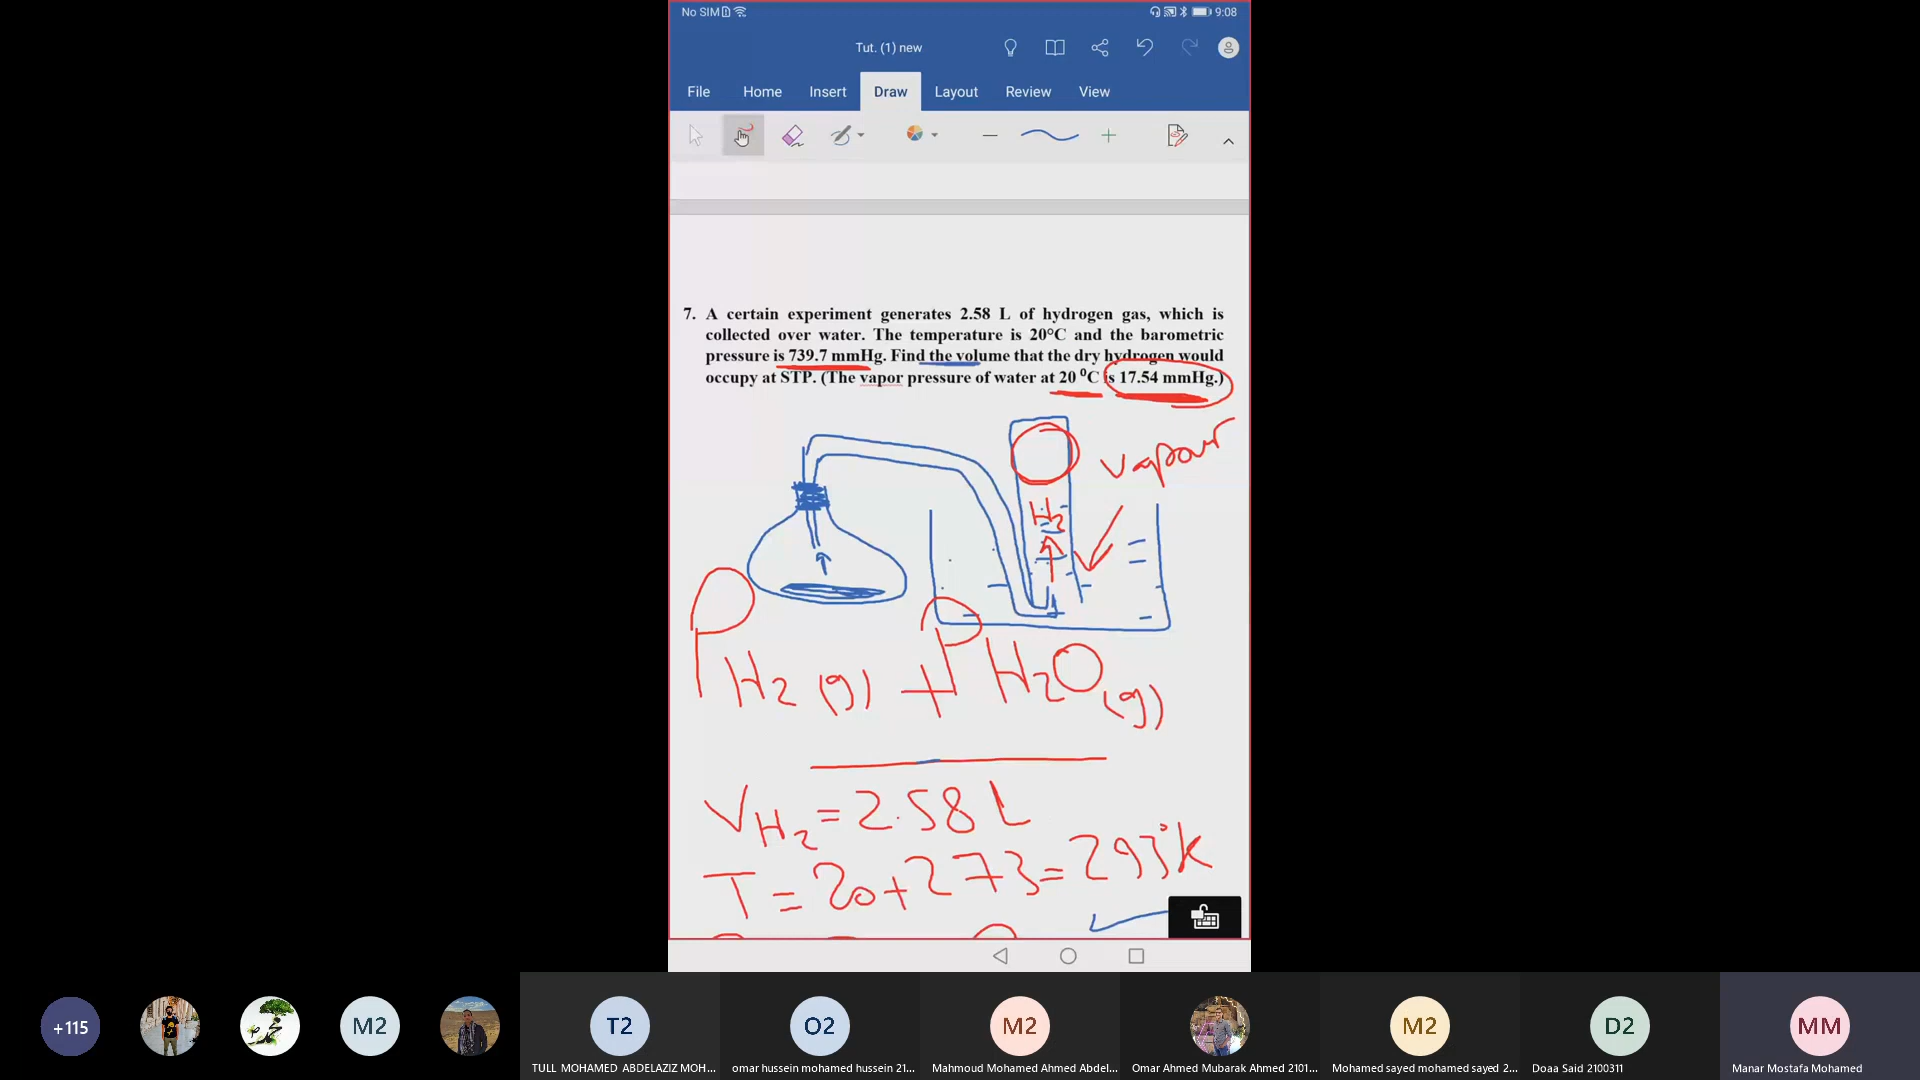 No SIM
9:08
Tut. (1) new
File Home Insert Draw Layout Review View
7. A certain experiment generates 2.58 L of hydrogen gas, which is
collected over water. The temperature is 20°C and the barometric
pressure is 739.7 mmHg. Find the volume that the dry hydrogen would
occupy at STP. (The vapor pressure of water at 20 ⁰C is 17.54 mmHg.)
vapour
H2
P H2 (g) + P H2O (g)
V H2 = 2.58 L
T = 20 + 273 = 293°k
+115
M2
T2
O2
M2
M2
D2
MM
TULL MOHAMED ABDELAZIZ MOH...
omar hussein mohamed hussein 21...
Mahmoud Mohamed Ahmed Abdel...
Omar Ahmed Mubarak Ahmed 2101...
Mohamed sayed mohamed sayed 2...
Doaa Said 2100311
Manar Mostafa Mohamed